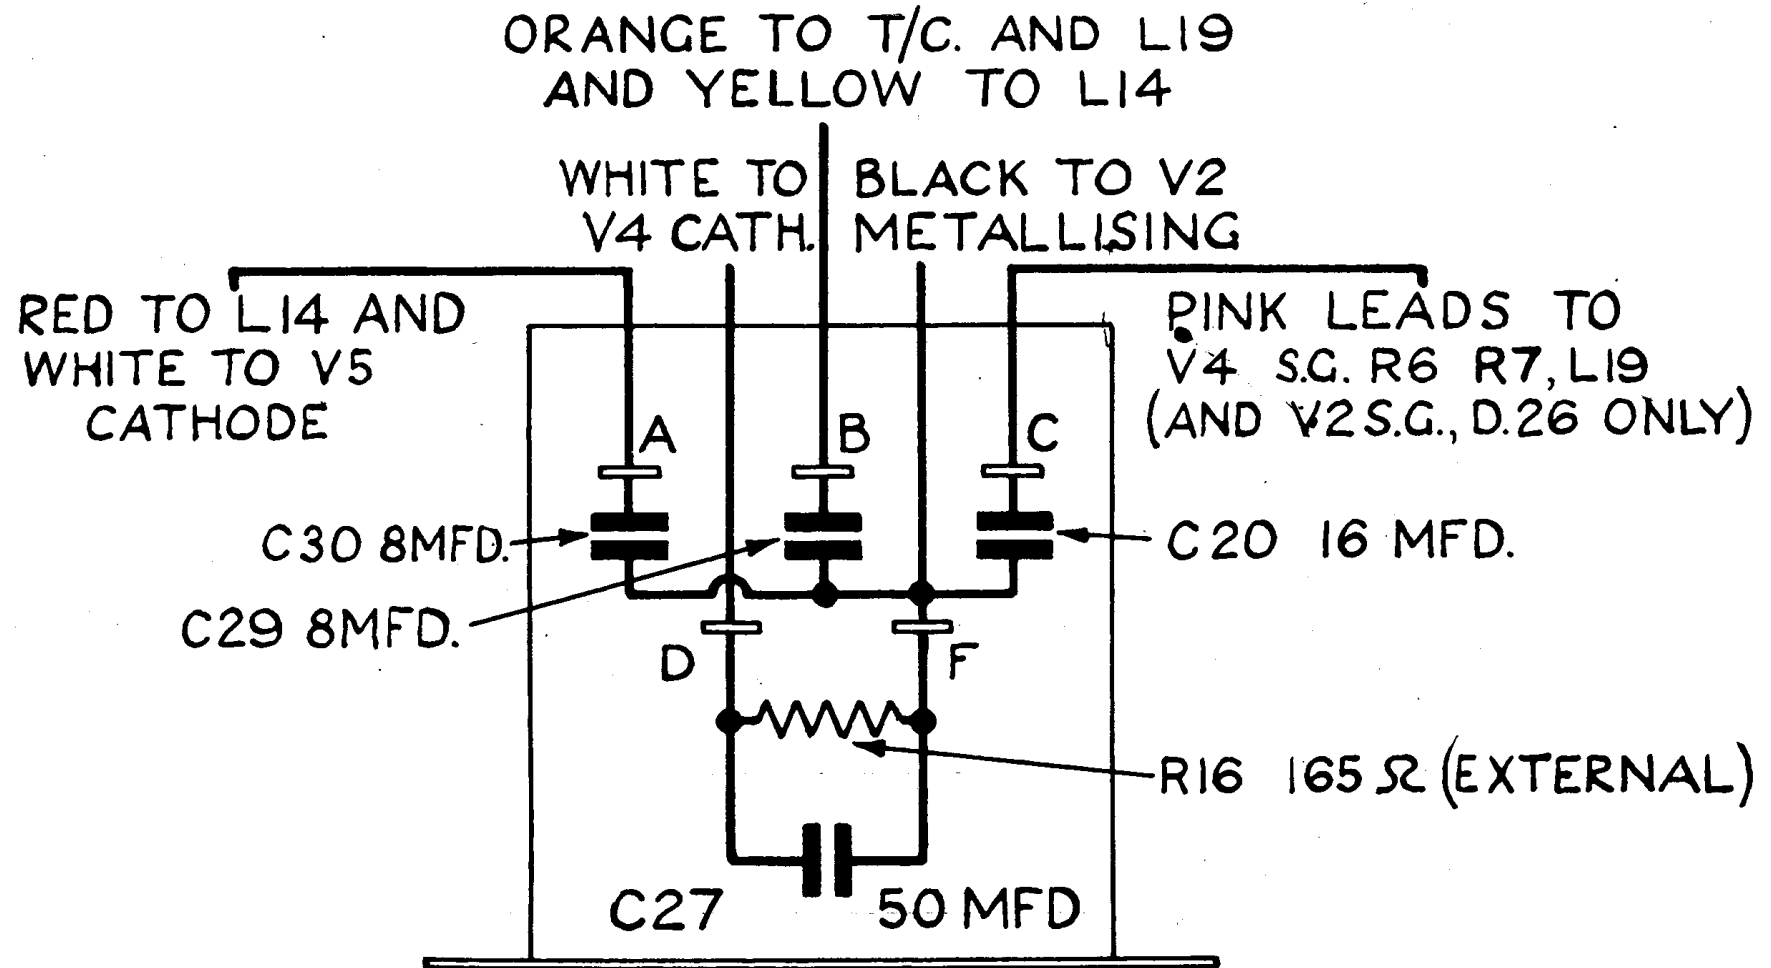 ORANGE TO T/C. AND L19
AND YELLOW TO L14
WHITE TO
V4 CATH.
BLACK TO V2
METALLISING
RED TO L14 AND
WHITE TO V5
CATHODE
PINK LEADS TO
V4 S.G. R6 R7, L19
(AND V2 S.G., D.26 ONLY)
A
B
C
C30 8MFD.
C20 16 MFD.
C29 8MFD.
D
F
R16 165 Ω (EXTERNAL)
C27 50 MFD